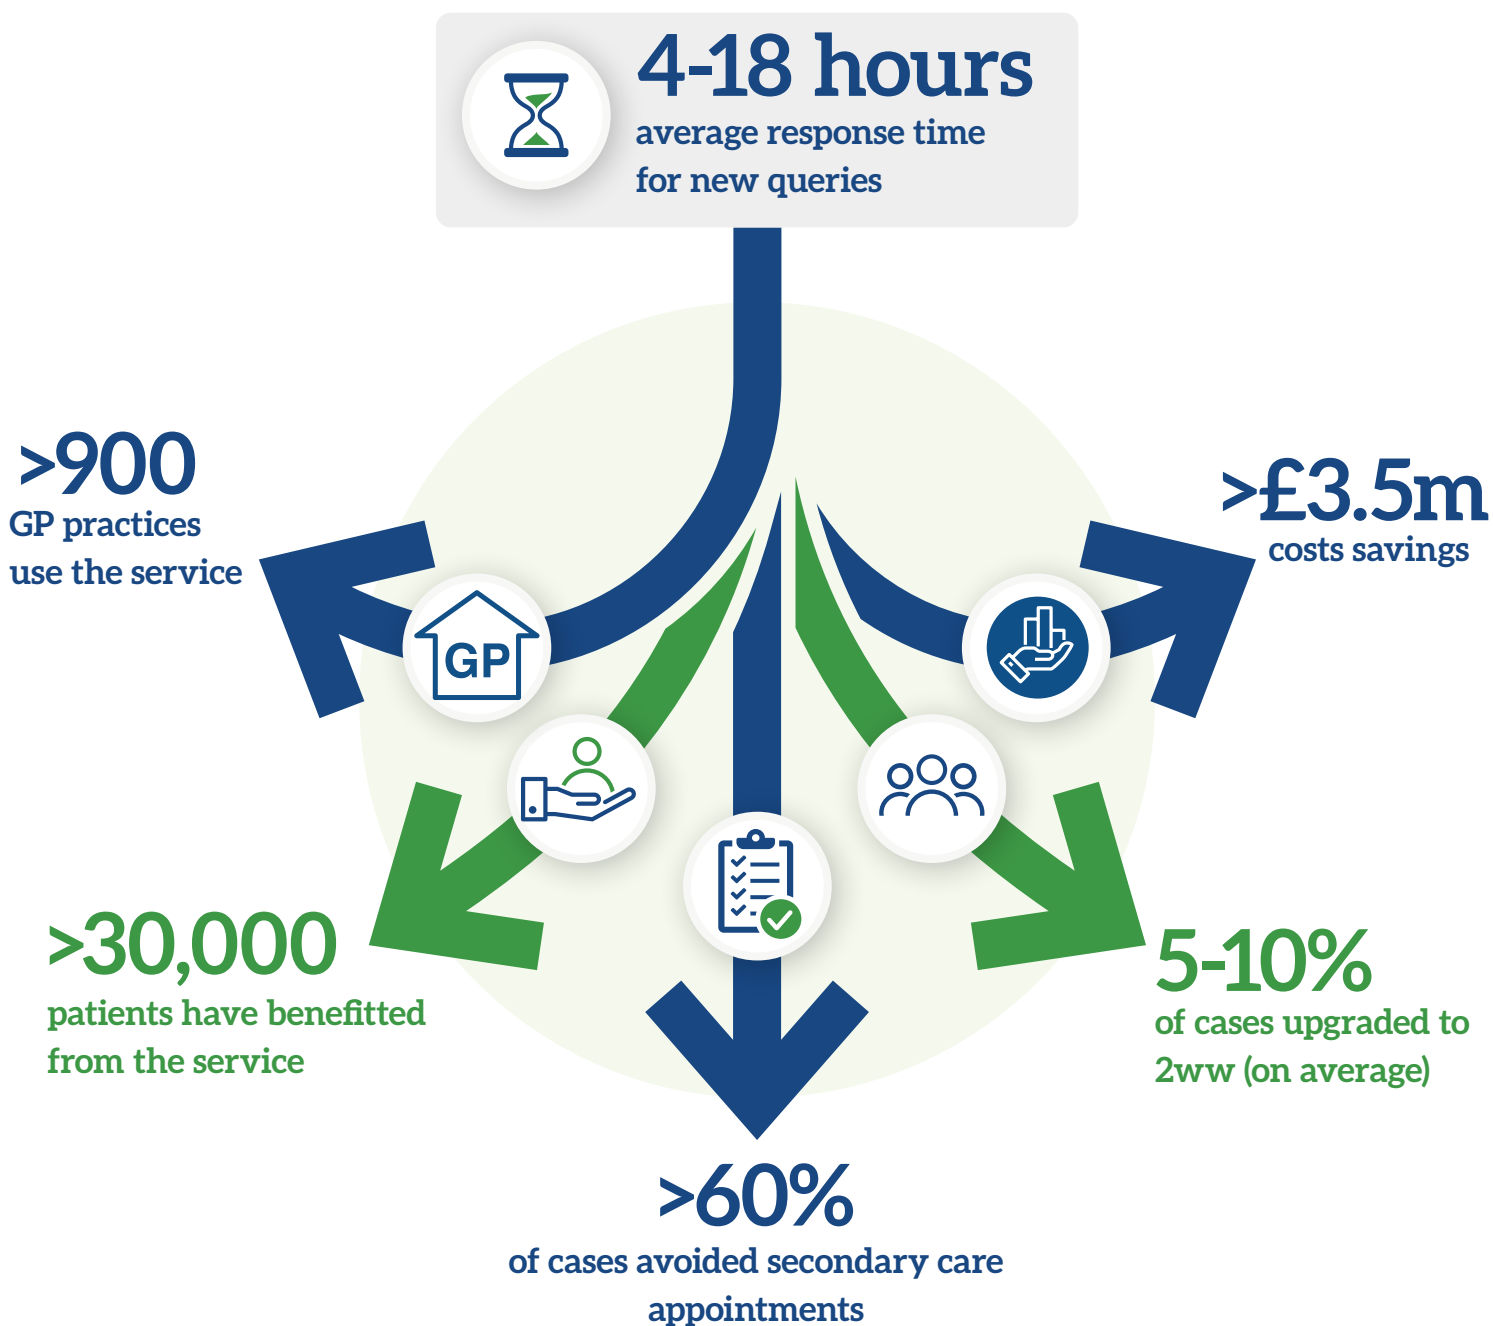 4-18 hours
average response time
for new queries
>900
GP practices
use the service
>£3.5m
costs savings
GP
>30,000
patients have benefitted
from the service
5-10%
of cases upgraded to
2ww (on average)
>60%
of cases avoided secondary care
appointments